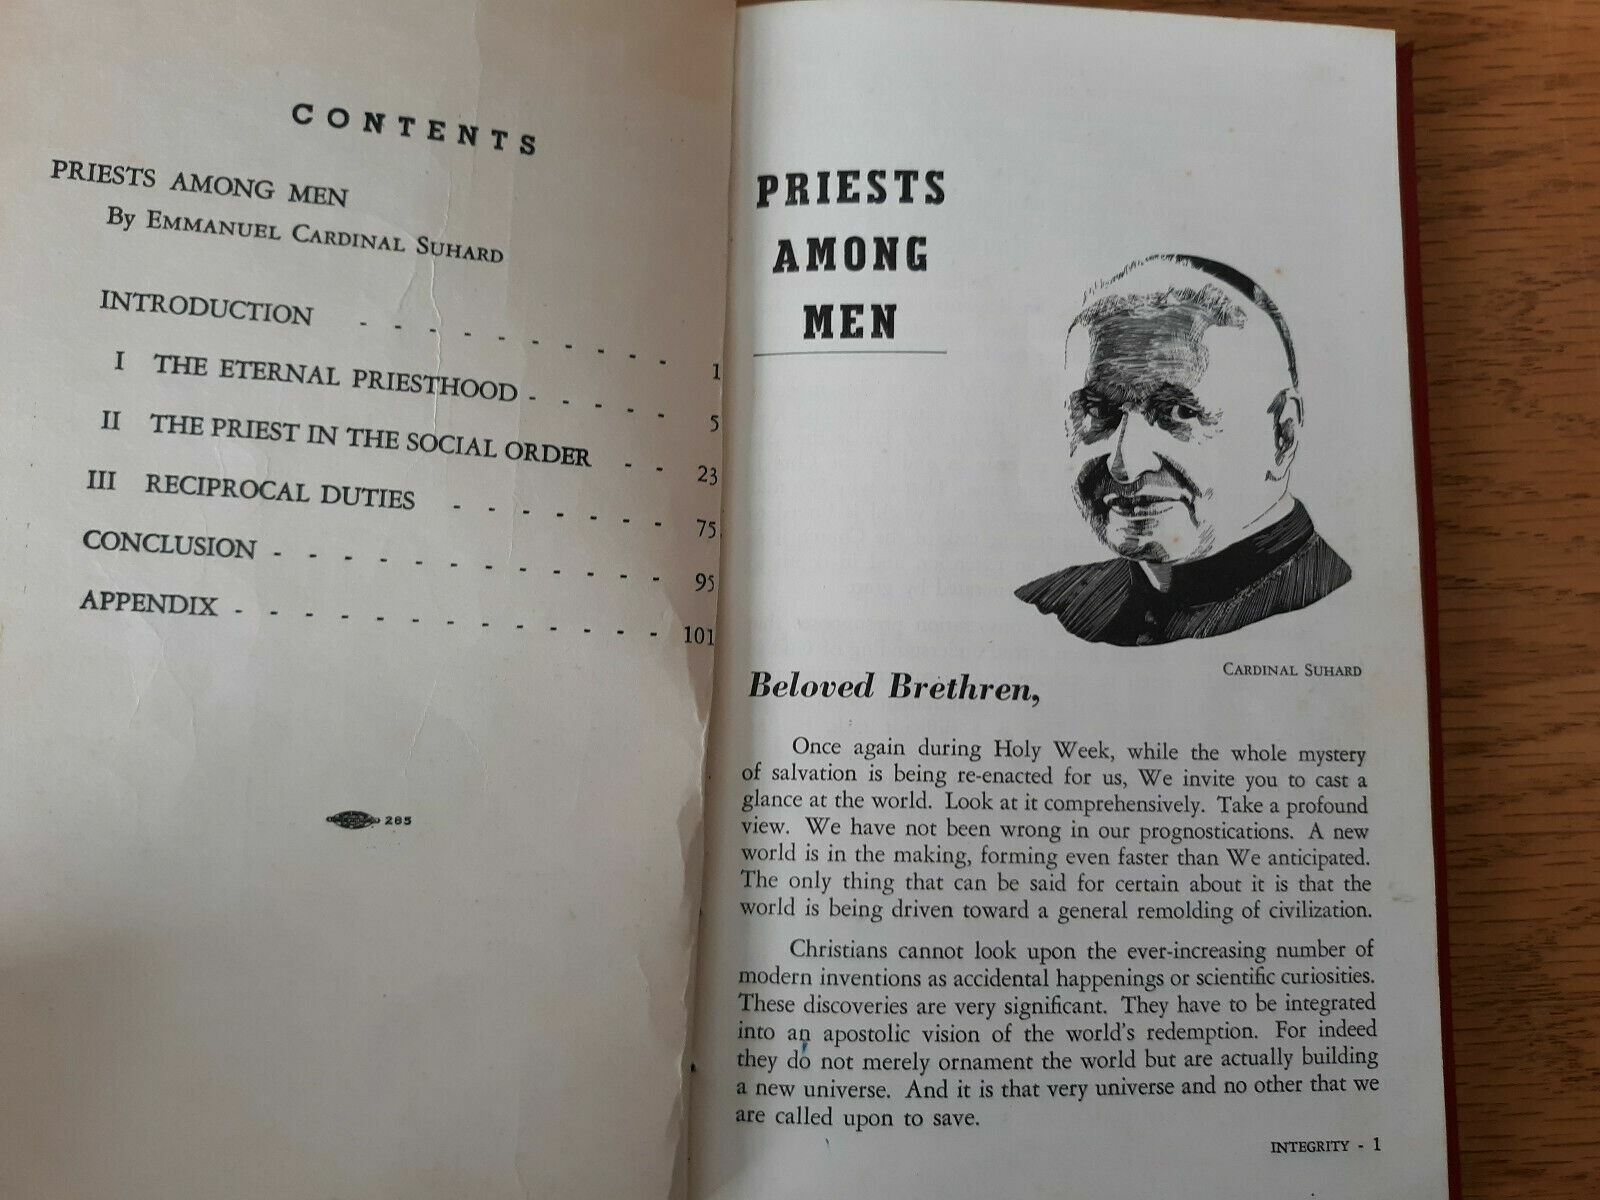 CONTENTS
PRIESTS AMONG MEN
By EMMANUEL CARDINAL SUHARD
INTRODUCTION - - - - - - - - - - 1
I THE ETERNAL PRIESTHOOD - - - - - 5
II THE PRIEST IN THE SOCIAL ORDER - - 23
III RECIPROCAL DUTIES - - - - - - - - 75
CONCLUSION - - - - - - - - - - - - 95
APPENDIX - - - - - - - - - - - - - 101
285
PRIESTS
AMONG
MEN
CARDINAL SUHARD
Beloved Brethren,
Once again during Holy Week, while the whole mystery
of salvation is being re-enacted for us, We invite you to cast a
glance at the world. Look at it comprehensively. Take a profound
view. We have not been wrong in our prognostications. A new
world is in the making, forming even faster than We anticipated.
The only thing that can be said for certain about it is that the
world is being driven toward a general remolding of civilization.
Christians cannot look upon the ever-increasing number of
modern inventions as accidental happenings or scientific curiosities.
These discoveries are very significant. They have to be integrated
into an apostolic vision of the world's redemption. For indeed
they do not merely ornament the world but are actually building
a new universe. And it is that very universe and no other that we
are called upon to save.
INTEGRITY - 1